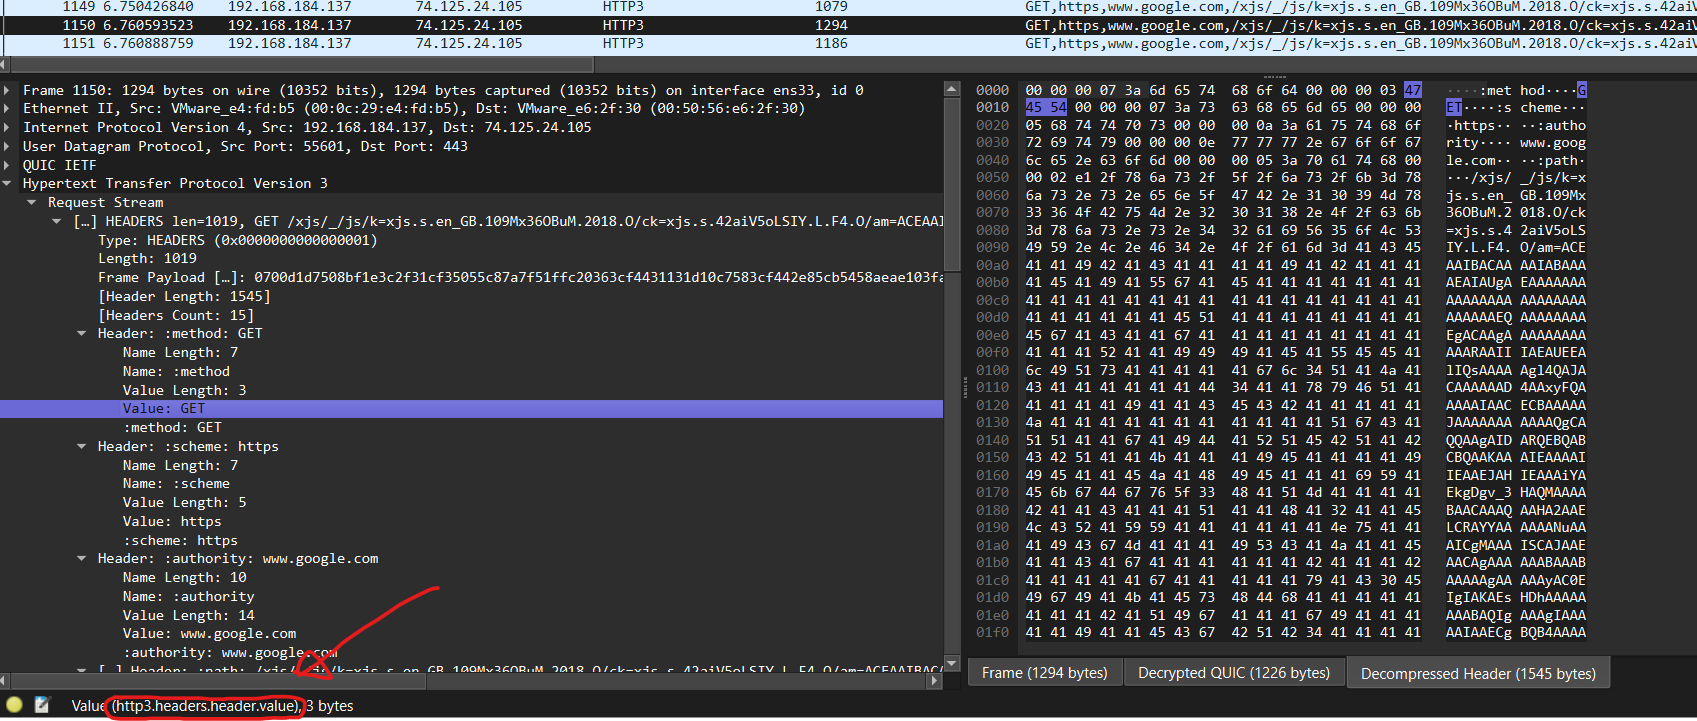 1149 6.750426840 192.168.184.137 74.125.24.105 HTTP3 1079 GET,https,www.google.com,/xjs/_/js/k=xjs.s.en_GB.109Mx36OBuM.2018.O/ck=xjs.s.42aiV
1150 6.760593523 192.168.184.137 74.125.24.105 HTTP3 1294 GET,https,www.google.com,/xjs/_/js/k=xjs.s.en_GB.109Mx36OBuM.2018.O/ck=xjs.s.42aiV5
1151 6.760888759 192.168.184.137 74.125.24.105 HTTP3 1186 GET,https,www.google.com,/xjs/_/js/k=xjs.s.en_GB.109Mx36OBuM.2018.O/ck=xjs.s.42aiV
Frame 1150: 1294 bytes on wire (10352 bits), 1294 bytes captured (10352 bits) on interface ens33, id 0
Ethernet II, Src: VMware_e4:fd:b5 (00:0c:29:e4:fd:b5), Dst: VMware_e6:2f:30 (00:50:56:e6:2f:30)
Internet Protocol Version 4, Src: 192.168.184.137, Dst: 74.125.24.105
User Datagram Protocol, Src Port: 55601, Dst Port: 443
QUIC IETF
Hypertext Transfer Protocol Version 3
Request Stream
[…] HEADERS len=1019, GET /xjs/_/js/k=xjs.s.en_GB.109Mx36OBuM.2018.O/ck=xjs.s.42aiV5oLSIY.L.F4.O/am=ACEAAI
Type: HEADERS (0x0000000000000001)
Length: 1019
Frame Payload […]: 0700d1d7508bf1e3c2f31cf35055c87a7f51ffc20363cf4431131d10c7583cf442e85cb5458aeae103fa
[Header Length: 1545]
[Headers Count: 15]
Header: :method: GET
Name Length: 7
Name: :method
Value Length: 3
Value: GET
:method: GET
Header: :scheme: https
Name Length: 7
Name: :scheme
Value Length: 5
Value: https
:scheme: https
Header: :authority: www.google.com
Name Length: 10
Name: :authority
Value Length: 14
Value: www.google.com
:authority: www.google.com
[…] Header: :path: /xjs/_/js/k=xjs.s.en_GB.109Mx36OBuM.2018.O/ck=xjs.s.42aiV5oLSIY.L.F4.O/am=ACEAAIBACA
Value (http3.headers.header.value), 3 bytes
0000 00 00 00 07 3a 6d 65 74 68 6f 64 00 00 00 03 47 ····:met hod····G
0010 45 54 00 00 00 07 3a 73 63 68 65 6d 65 00 00 00 ET····:s cheme···
0020 05 68 74 74 70 73 00 00 00 0a 3a 61 75 74 68 6f ·https·· ··:autho
0030 72 69 74 79 00 00 00 0e 77 77 77 2e 67 6f 6f 67 rity···· www.goog
0040 6c 65 2e 63 6f 6d 00 00 00 05 3a 70 61 74 68 00 le.com·· ··:path·
0050 00 02 e1 2f 78 6a 73 2f 5f 2f 6a 73 2f 6b 3d 78 ···/xjs/ _/js/k=x
0060 6a 73 2e 73 2e 65 6e 5f 47 42 2e 31 30 39 4d 78 js.s.en_ GB.109Mx
0070 33 36 4f 42 75 4d 2e 32 30 31 38 2e 4f 2f 63 6b 36OBuM.2 018.O/ck
0080 3d 78 6a 73 2e 73 2e 34 32 61 69 56 35 6f 4c 53 =xjs.s.4 2aiV5oLS
0090 49 59 2e 4c 2e 46 34 2e 4f 2f 61 6d 3d 41 43 45 IY.L.F4. O/am=ACE
00a0 41 41 49 42 41 43 41 41 41 41 49 41 42 41 41 41 AAIBACAA AAIABAAA
00b0 41 45 41 49 41 55 67 41 45 41 41 41 41 41 41 41 AEAIAUgA EAAAAAAA
00c0 41 41 41 41 41 41 41 41 41 41 41 41 41 41 41 41 AAAAAAAA AAAAAAAA
00d0 41 41 41 41 41 41 45 51 41 41 41 41 41 41 41 41 AAAAAAEQ AAAAAAAA
00e0 45 67 41 43 41 41 67 41 41 41 41 41 41 41 41 41 EgACAAgA AAAAAAAA
00f0 41 41 41 52 41 41 49 49 49 41 45 41 55 45 45 41 AAARAAII IAEAUEEA
0100 6c 49 51 73 41 41 41 41 41 67 6c 34 51 41 4a 41 lIQsAAAA Agl4QAJA
0110 43 41 41 41 41 41 41 44 34 41 41 78 79 46 51 41 CAAAAAAD 4AAxyFQA
0120 41 41 41 41 49 41 41 43 45 43 42 41 41 41 41 41 AAAAIAAC ECBAAAAA
0130 4a 41 41 41 41 41 41 41 41 41 41 41 51 67 43 41 JAAAAAAA AAAAQgCA
0140 51 51 41 41 67 41 49 44 41 52 51 45 42 51 41 42 QQAAgAID ARQEBQAB
0150 43 42 51 41 41 4b 41 41 41 49 45 41 41 41 41 49 CBQAAKAA AIEAAAAI
0160 49 45 41 41 45 4a 41 48 49 45 41 41 41 69 59 41 IEAAEJAH IEAAAiYA
0170 45 6b 67 44 67 76 5f 33 48 41 51 4d 41 41 41 41 EkgDgv_3 HAQMAAAA
0180 42 41 41 43 41 41 41 51 41 41 48 41 32 41 41 45 BAACAAAQ AAHA2AAE
0190 4c 43 52 41 59 59 41 41 41 41 41 41 4e 75 41 41 LCRAYYAA AAAANuAA
01a0 41 49 43 67 4d 41 41 41 49 53 43 41 4a 41 41 45 AICgMAAA ISCAJAAE
01b0 41 41 43 41 67 41 41 41 41 41 41 42 41 41 41 42 AACAgAAA AAABAAAB
01c0 41 41 41 41 41 67 41 41 41 41 41 79 41 43 30 45 AAAAAgAA AAAyAC0E
01d0 49 67 49 41 4b 41 45 73 48 44 68 41 41 41 41 41 IgIAKAEs HDhAAAAA
01e0 41 41 41 42 41 51 49 67 41 41 41 67 49 41 41 41 AAABAQIg AAAgIAAA
01f0 41 41 49 41 41 45 43 67 42 51 42 34 41 41 41 41 AAIAAECg BQB4AAAA
Frame (1294 bytes) Decrypted QUIC (1226 bytes) Decompressed Header (1545 bytes)